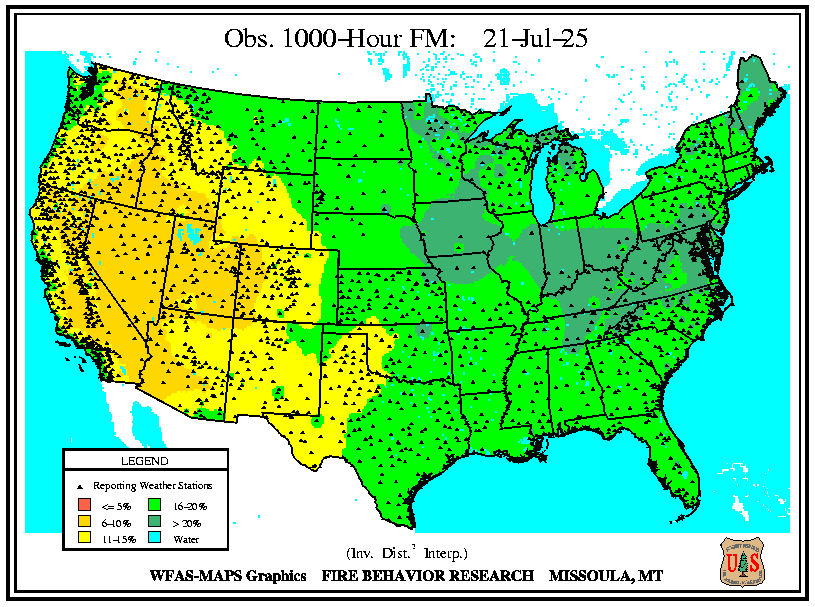 Obs. 1000-Hour FM: 21-Jul-25
LEGEND
Reporting Weather Stations
<= 5% 16-20%
6-10% > 20%
11-15% Water
(Inv. Dist.² Interp.)
WFAS-MAPS Graphics FIRE BEHAVIOR RESEARCH MISSOULA, MT
U S